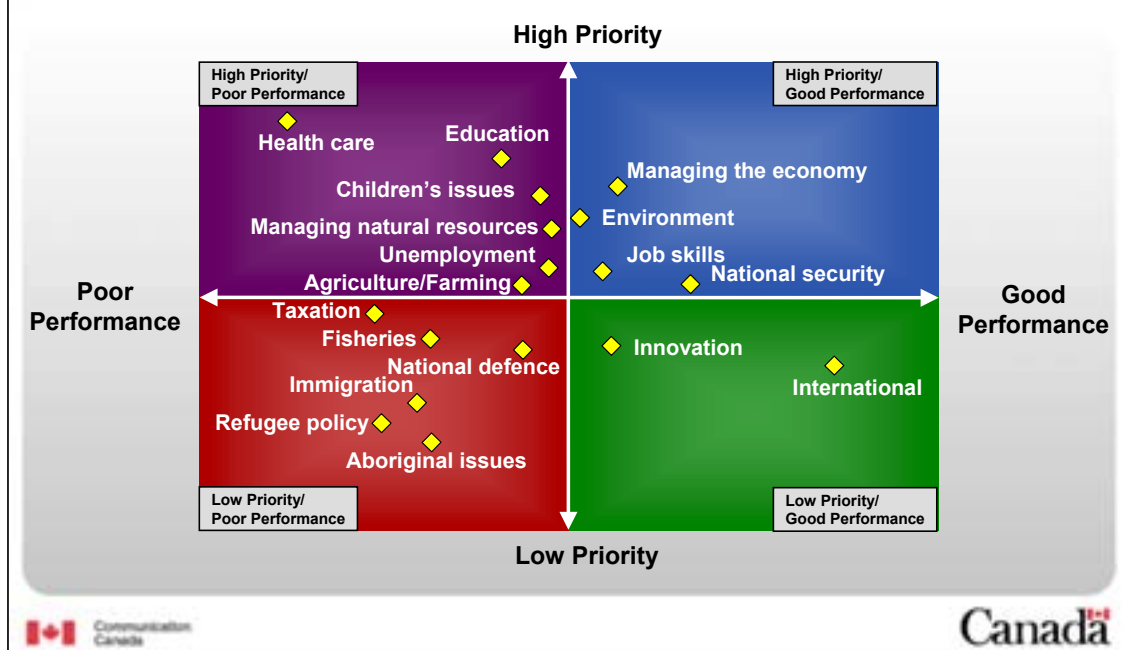 High Priority
High Priority/
Poor Performance
High Priority/
Good Performance
Education
Health care
Managing the economy
Children's issues
Environment
Managing natural resources
Unemployment
Job skills
National security
Agriculture/Farming
Poor
Performance
Good
Performance
Taxation
Fisheries
Innovation
National defence
International
Immigration
Refugee policy
Aboriginal issues
Low Priority/
Poor Performance
Low Priority/
Good Performance
Low Priority
Communication
Canada
Canada